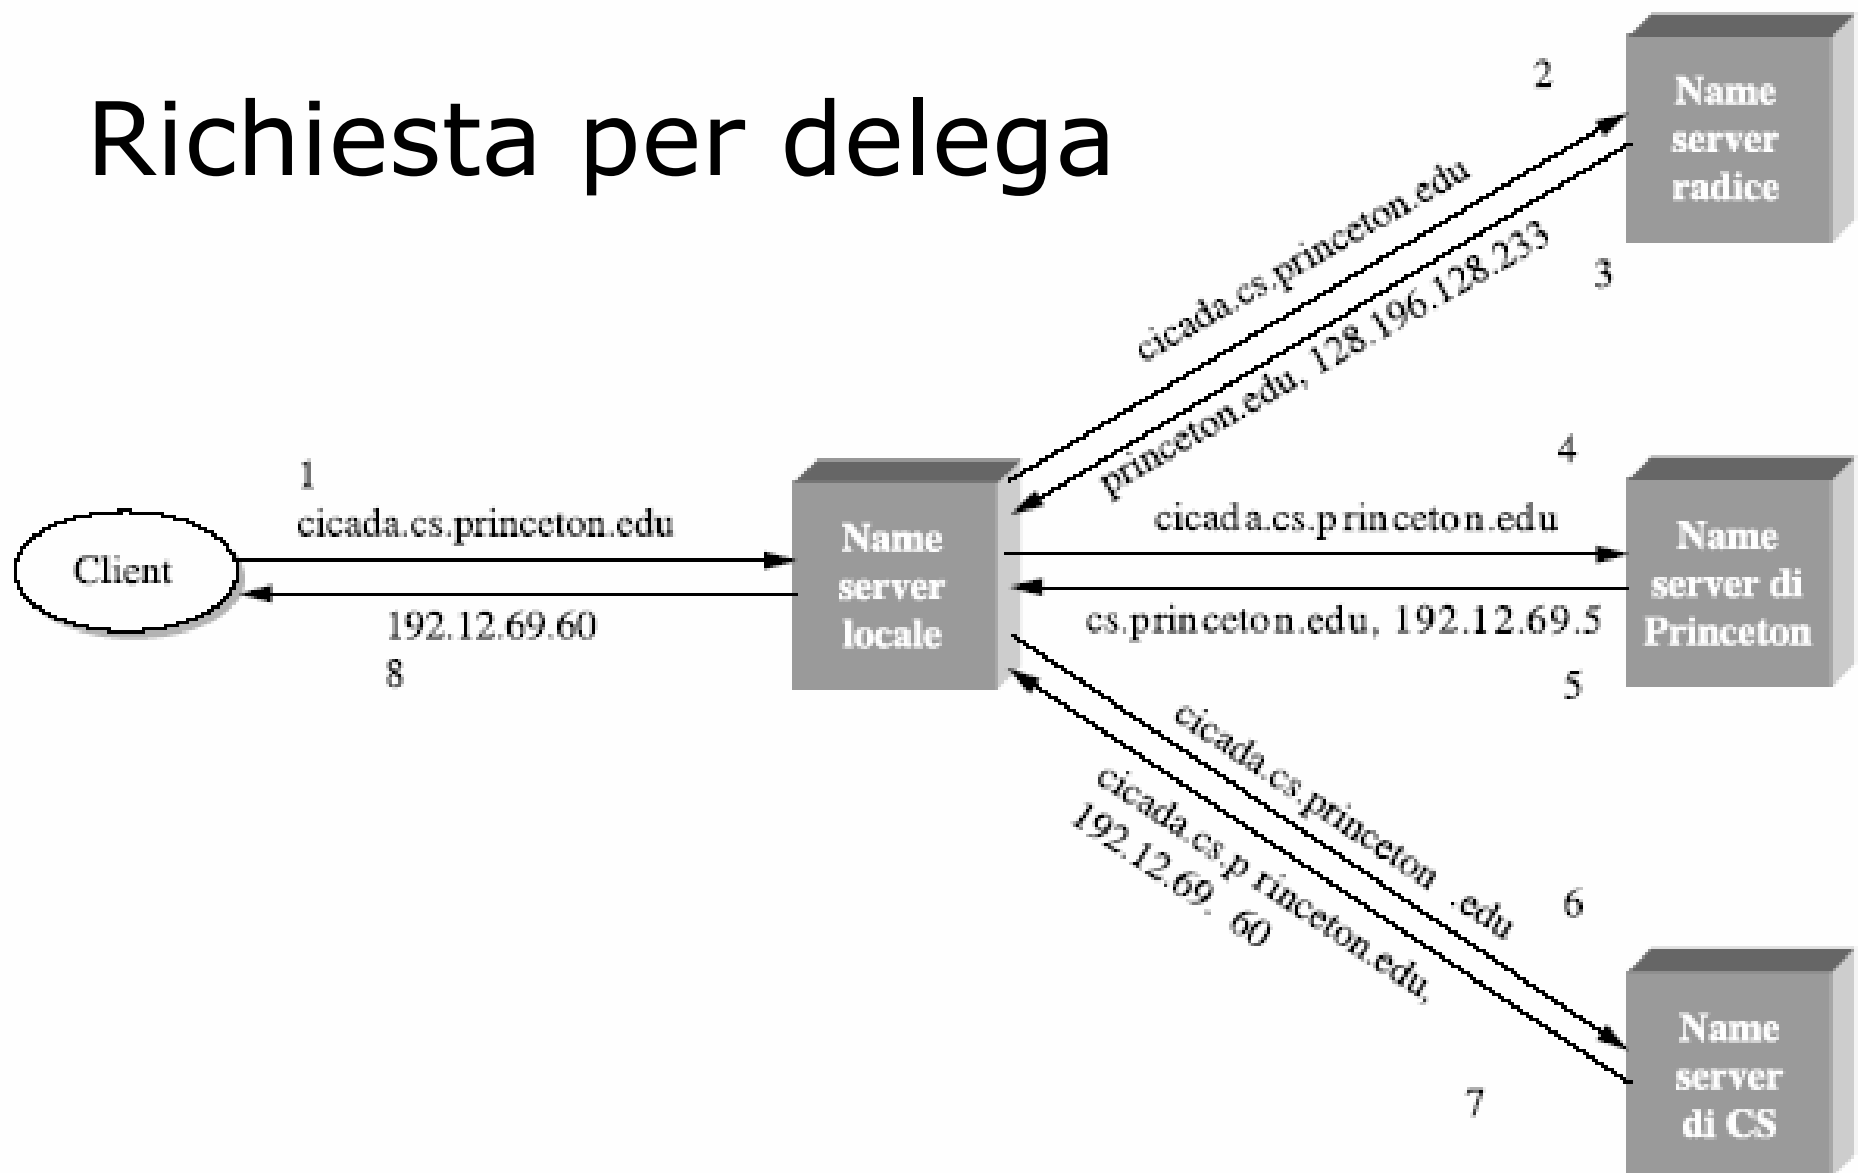 Richiesta per delega
2
Name
server
radice
cicada.cs.princeton.edu
princeton.edu, 128.196.128.233
3
1
cicada.cs.princeton.edu
Client
192.12.69.60
8
Name
server
locale
4
cicada.cs.princeton.edu
cs.princeton.edu, 192.12.69.5
5
Name
server di
Princeton
cicada.cs.princeton .edu
cicada.cs.p rinceton.edu,
192.12.69. 60
6
7
Name
server
di CS